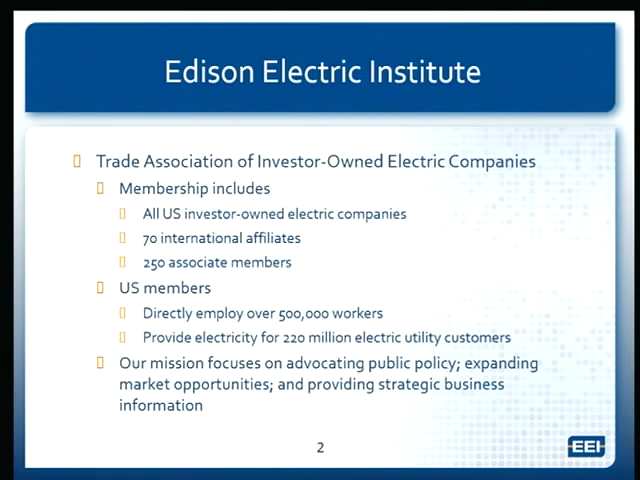 Edison Electric Institute
Trade Association of Investor-Owned Electric Companies
Membership includes
All US investor-owned electric companies
70 international affiliates
250 associate members
US members
Directly employ over 500,000 workers
Provide electricity for 220 million electric utility customers
Our mission focuses on advocating public policy; expanding
market opportunities; and providing strategic business
information
2
EEI